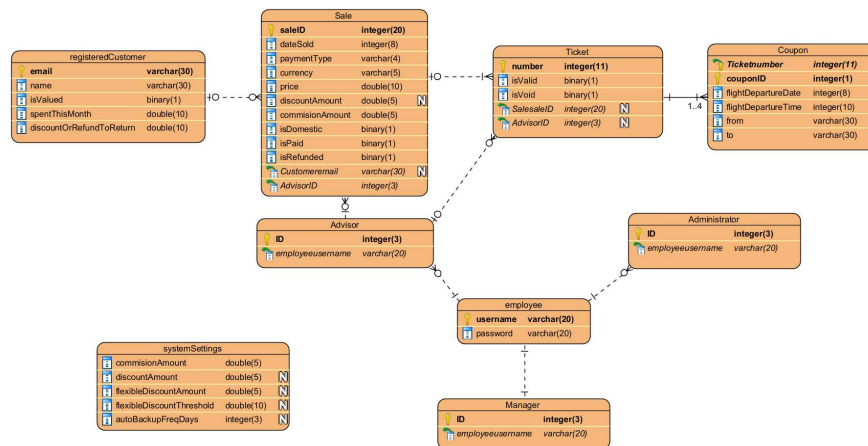 Sale
saleID integer(20)
dateSold integer(8)
paymentType varchar(4)
currency varchar(5)
price double(10)
discountAmount double(5) N
commisionAmount double(5)
isDomestic binary(1)
isPaid binary(1)
isRefunded binary(1)
Customeremail varchar(30) N
AdvisorID integer(3)
registeredCustomer
email varchar(30)
name varchar(30)
isValued binary(1)
spentThisMonth double(10)
discountOrRefundToReturn double(10)
Ticket
number integer(11)
isValid binary(1)
isVoid binary(1)
SalesaleID integer(20) N
AdvisorID integer(3) N
1..4
Coupon
Ticketnumber integer(11)
couponID integer(1)
flightDepartureDate integer(8)
flightDepartureTime integer(10)
from varchar(30)
to varchar(30)
Advisor
ID integer(3)
employeeusername varchar(20)
Administrator
ID integer(3)
employeeusername varchar(20)
employee
username varchar(20)
password varchar(20)
systemSettings
commisionAmount double(5)
discountAmount double(5) N
flexibleDiscountAmount double(5) N
flexibleDiscountThreshold double(10) N
autoBackupFreqDays integer(3) N
Manager
ID integer(3)
employeeusername varchar(20)